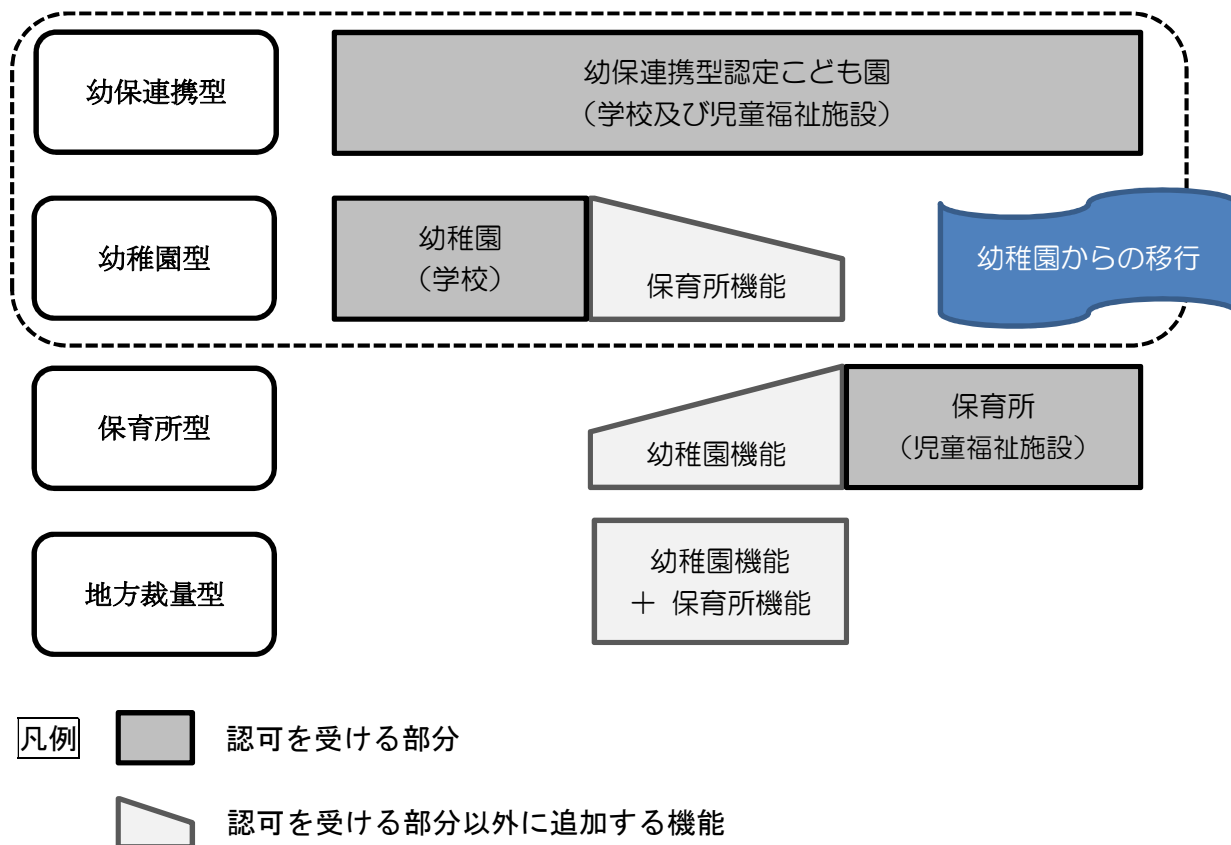 幼保連携型
幼保連携型認定こども園
（学校及び児童福祉施設）
幼稚園型
幼稚園
（学校）
保育所機能
幼稚園からの移行
保育所型
幼稚園機能
保育所
（児童福祉施設）
地方裁量型
幼稚園機能
＋ 保育所機能
凡例
認可を受ける部分
認可を受ける部分以外に追加する機能